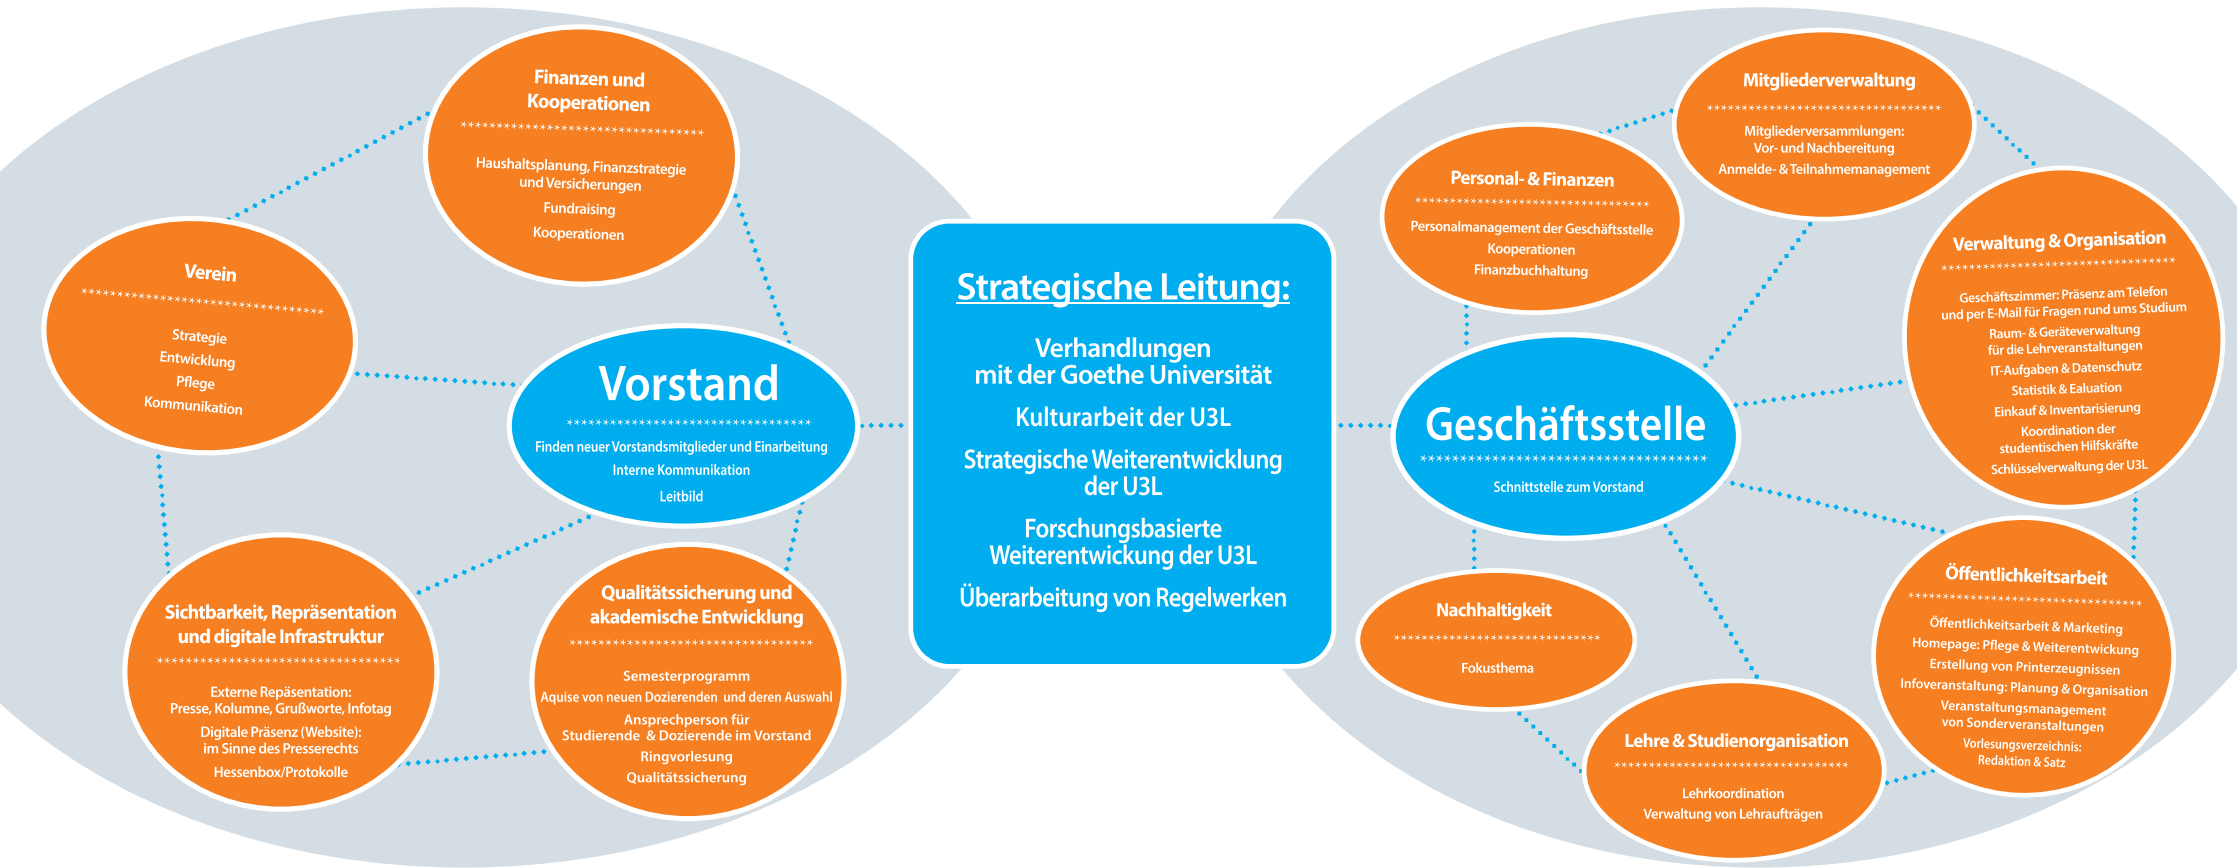 Finanzen und
Kooperationen
*********************************
Haushaltsplanung, Finanzstrategie
und Versicherungen
Fundraising
Kooperationen
Verein
*********************************
Strategie
Entwicklung
Pflege
Kommunikation
Vorstand
*********************************
Finden neuer Vorstandsmitglieder und Einarbeitung
Interne Kommunikation
Leitbild
Sichtbarkeit, Repräsentation
und digitale Infrastruktur
*********************************
Externe Repäsentation:
Presse, Kolumne, Grußworte, Infotag
Digitale Präsenz (Website):
im Sinne des Presserechts
Hessenbox/Protokolle
Qualitätssicherung und
akademische Entwicklung
*********************************
Semesterprogramm
Aquise von neuen Dozierenden und deren Auswahl
Ansprechperson für
Studierende & Dozierende im Vorstand
Ringvorlesung
Qualitätssicherung
Strategische Leitung:
Verhandlungen
mit der Goethe Universität
Kulturarbeit der U3L
Strategische Weiterentwicklung
der U3L
Forschungsbasierte
Weiterentwickung der U3L
Überarbeitung von Regelwerken
Mitgliederverwaltung
*********************************
Mitgliederversammlungen:
Vor- und Nachbereitung
Anmelde- & Teilnahmemanagement
Personal- & Finanzen
*********************************
Personalmanagement der Geschäftsstelle
Kooperationen
Finanzbuchhaltung
Verwaltung & Organisation
*********************************
Geschäftszimmer: Präsenz am Telefon
und per E-Mail für Fragen rund ums Studium
Raum- & Geräteverwaltung
für die Lehrveranstaltungen
IT-Aufgaben & Datenschutz
Statistik & Ealuation
Einkauf & Inventarisierung
Koordination der
studentischen Hilfskräfte
Schlüsselverwaltung der U3L
Geschäftsstelle
*********************************
Schnittstelle zum Vorstand
Öffentlichkeitsarbeit
*********************************
Öffentlichkeitsarbeit & Marketing
Homepage: Pflege & Weiterentwickung
Erstellung von Printerzeugnissen
Infoveranstaltung: Planung & Organisation
Veranstaltungsmanagement
von Sonderveranstaltungen
Vorlesungsverzeichnis:
Redaktion & Satz
Nachhaltigkeit
*****************************
Fokusthema
Lehre & Studienorganisation
*********************************
Lehrkoordination
Verwaltung von Lehraufträgen